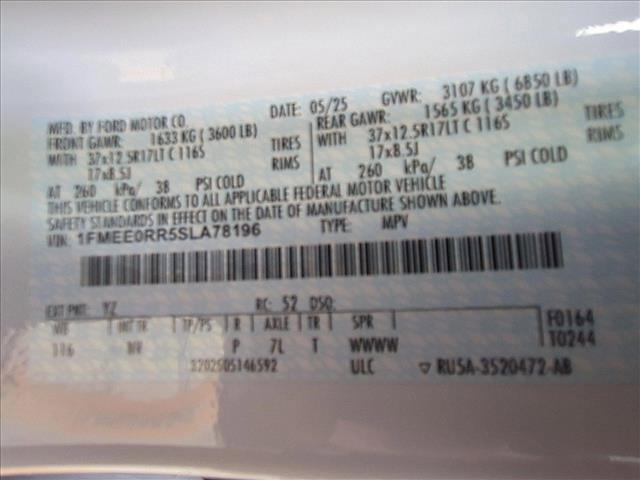 MFD. BY FORD MOTOR CO. DATE: 05/25 GVWR: 3107 KG ( 6850 LB)
FRONT GAWR: 1633 KG ( 3600 LB) REAR GAWR: 1565 KG ( 3450 LB)
WITH 37x12.5R17LT C 116S TIRES WITH 37x12.5R17LT C 116S TIRES
17x8.5J RIMS 17x8.5J RIMS
AT 260 kPa/ 38 PSI COLD AT 260 kPa/ 38 PSI COLD
THIS VEHICLE CONFORMS TO ALL APPLICABLE FEDERAL MOTOR VEHICLE
SAFETY STANDARDS IN EFFECT ON THE DATE OF MANUFACTURE SHOWN ABOVE.
VIN: 1FMEE0RR5SLA78196 TYPE: MPV
EXT PNT: YZ RC: 52 DSO:
WB INT TR TP/PS R AXLE TR SPR F0164
116 NV P 7L T WWWW T0244
3202505146592 ULC ▽ RU5A-3520472-AB